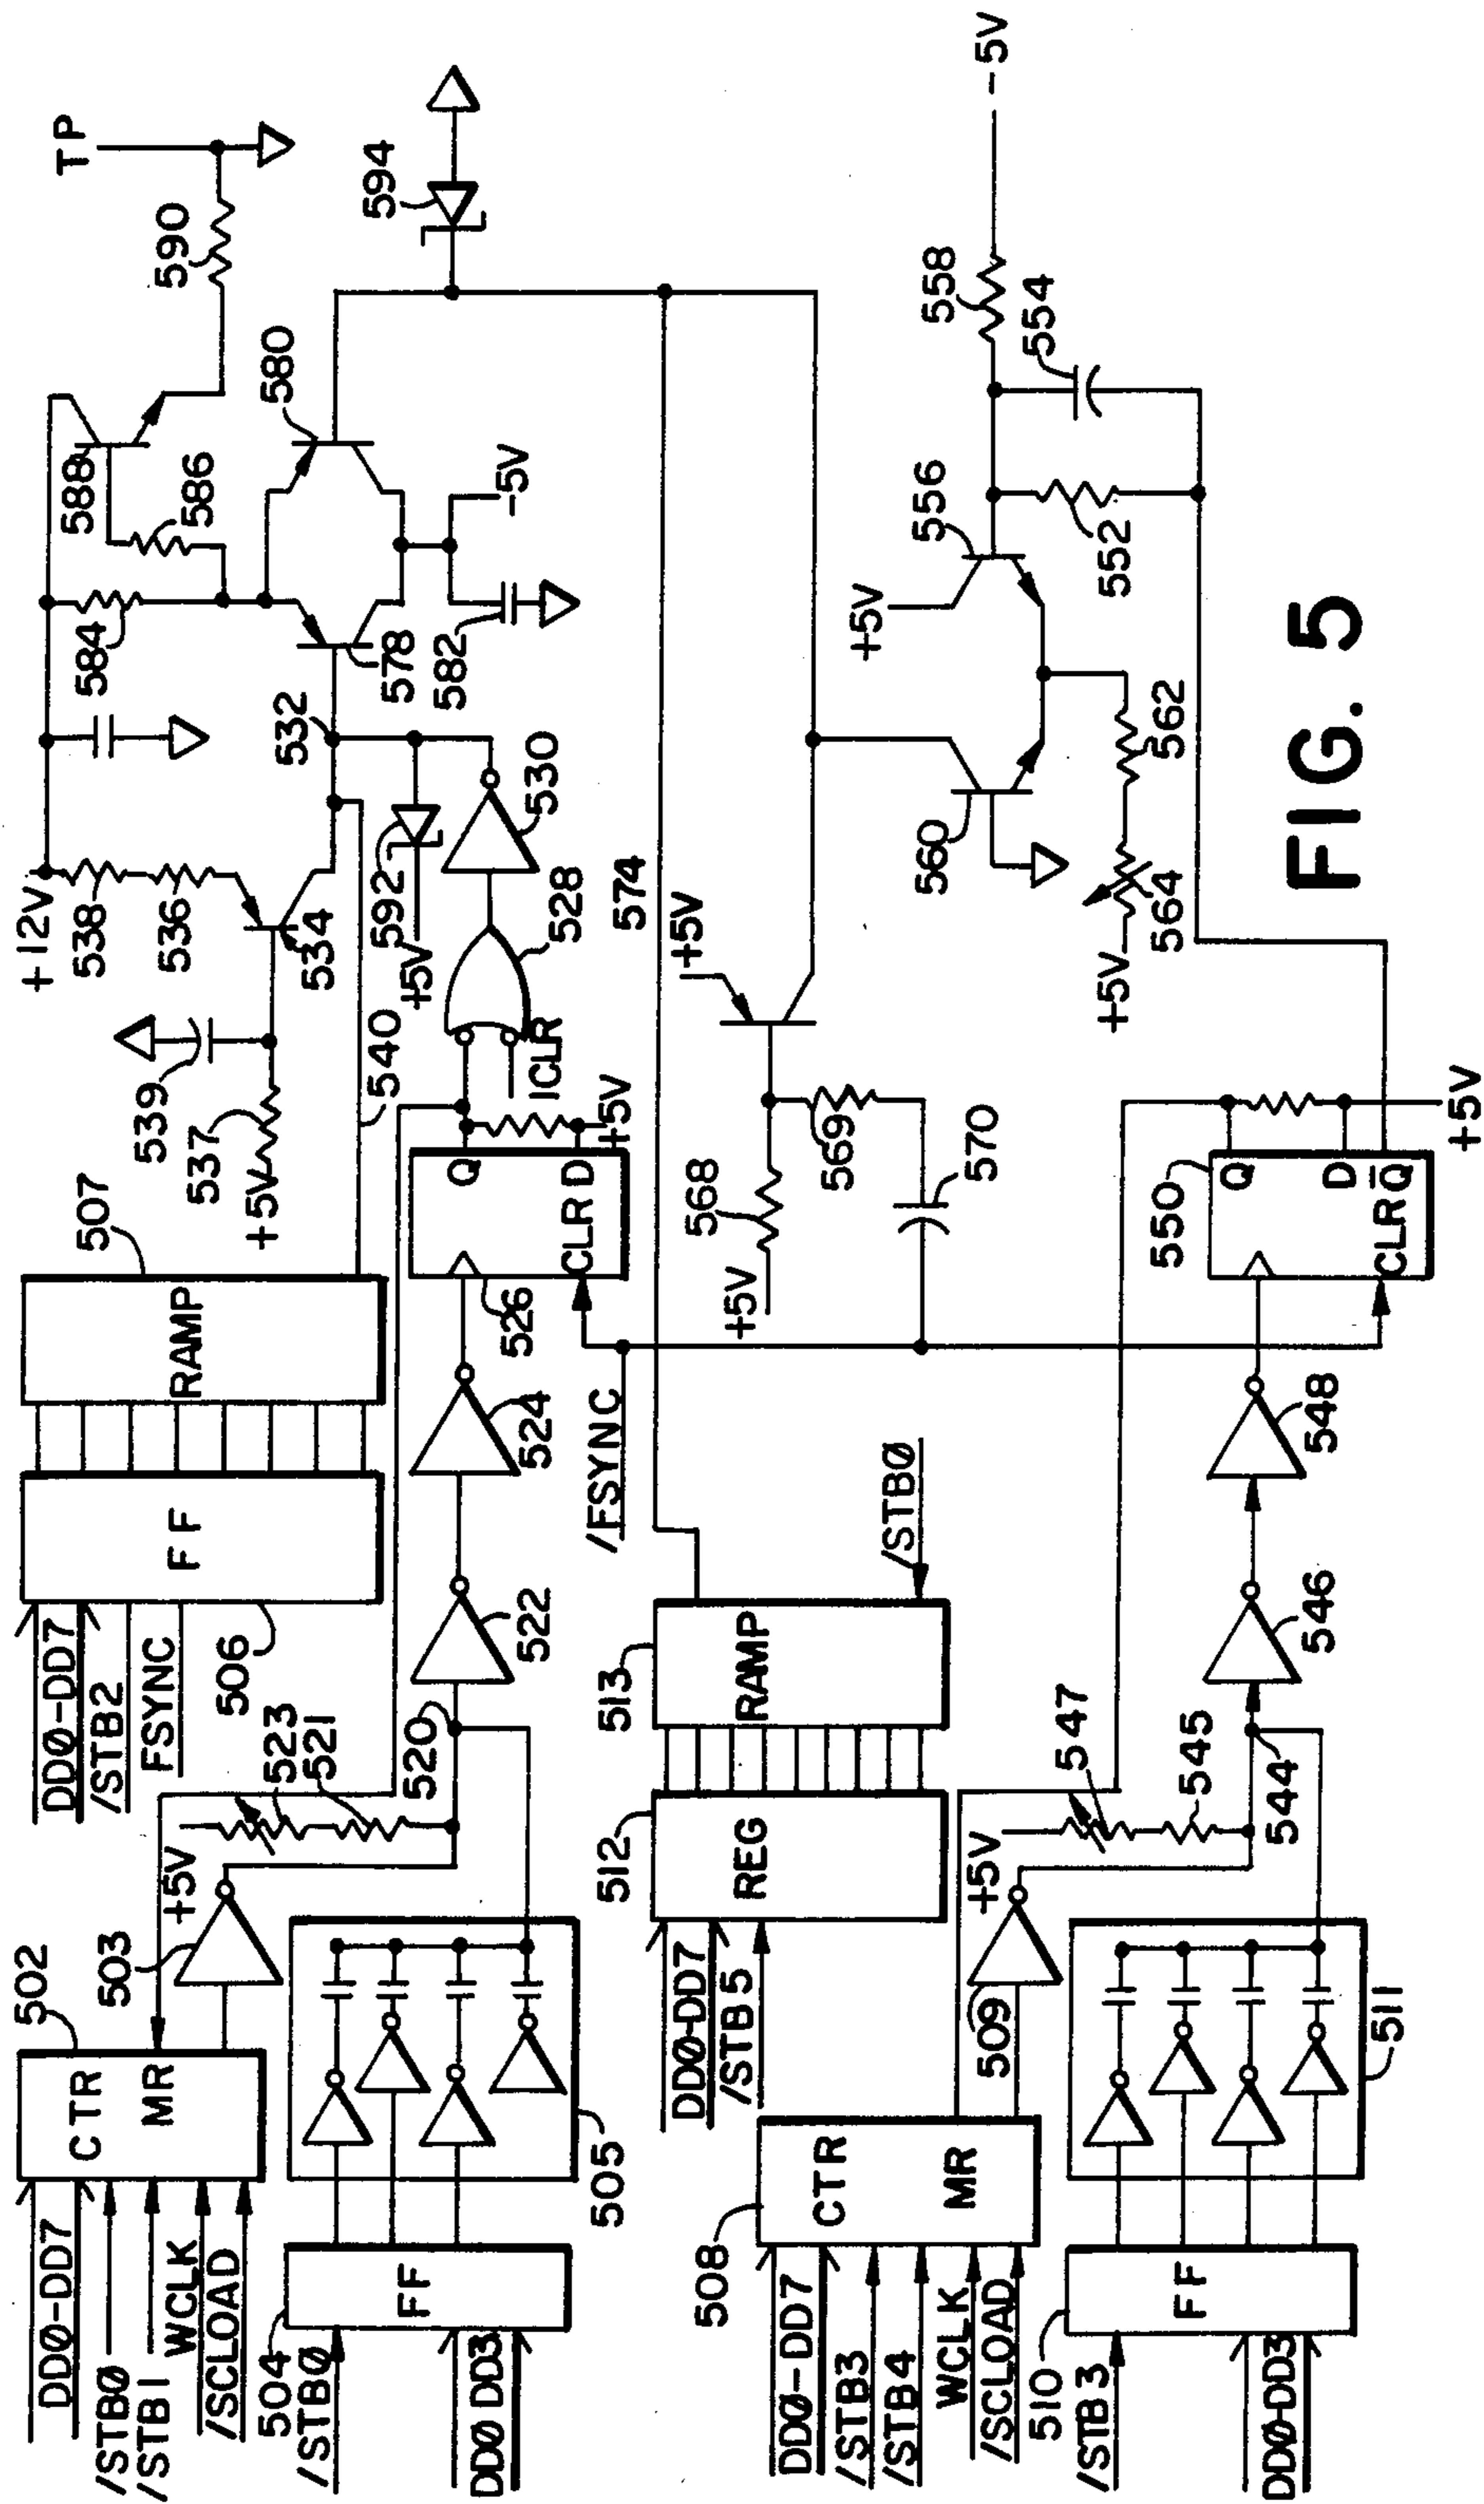 DD0-DD7
/STB0
/STB1
WCLK
/SCLOAD
502
CTR
MR
503
+5V
523
521
520
504
/STB0
DD0 DD3
FF
505
DD0-DD7
/STB2
FSYNC
506
FF
507
RAMP
522
524
526
Q
CLR D
+5V
1CLR
528
530
540
539
537
+5V
534
536
538
+12V
592
+5V
532
584
578
582
-5V
586
588
580
590
TP
594
/FSYNC
574
DD0-DD7
/STB5
512
REG
513
RAMP
/STB0
568
+5V
569
570
+5V
560
+5V
556
552
558
554
-5V
562
564
+5V
508
DD0-DD7
/STB3
/STB4
WCLK
/SCLOAD
CTR
MR
509
+5V
547
545
544
510
/STB3
DD0-DD3
FF
511
546
548
550
Q
D
CLR Q̅
+5V
FIG. 5